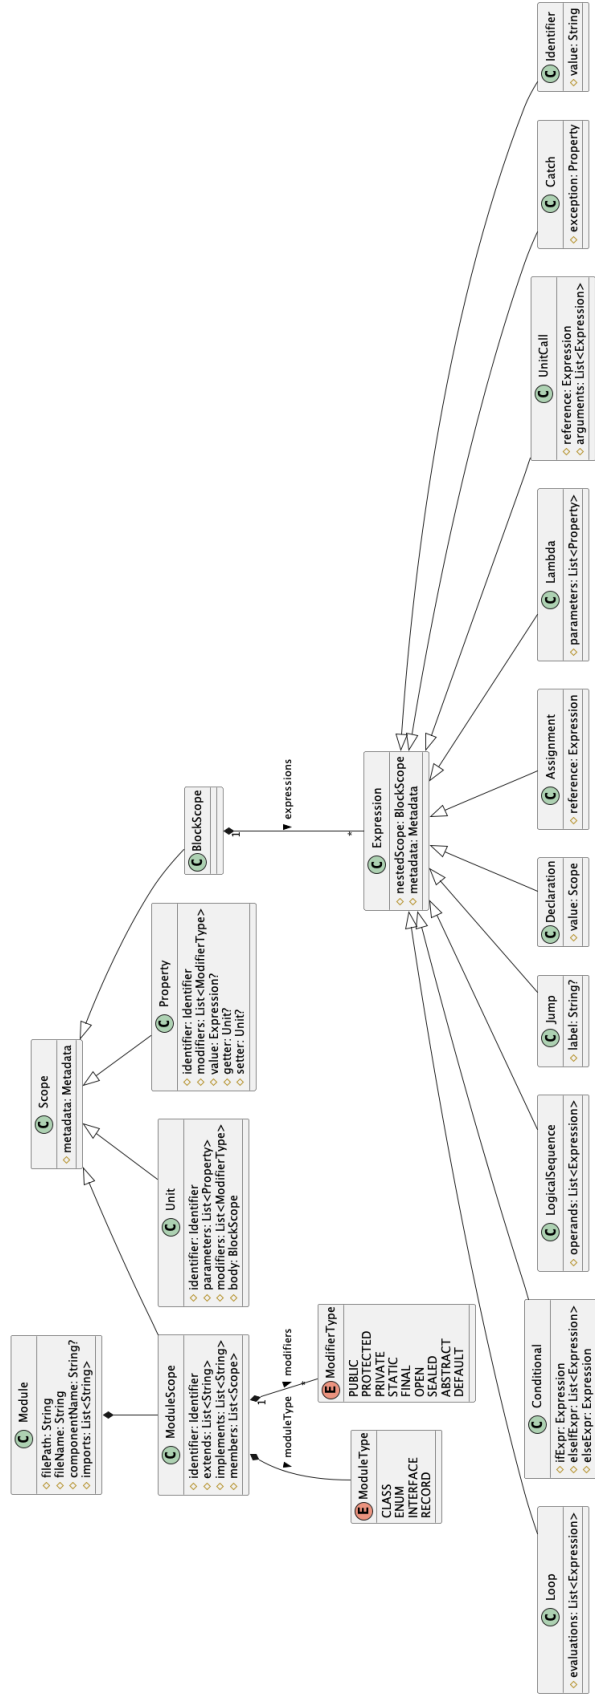 C Module
filePath: String
fileName: String
componentName: String?
imports: List<String>
C Scope
metadata: Metadata
C ModuleScope
identifier: Identifier
extends: List<String>
implements: List<String>
members: List<Scope>
C Unit
identifier: Identifier
parameters: List<Property>
modifiers: List<ModifierType>
body: BlockScope
C Property
identifier: Identifier
modifiers: List<ModifierType>
value: Expression?
getter: Unit?
setter: Unit?
C BlockScope
moduleType
1
modifiers
*
1
expressions
*
E ModuleType
CLASS
ENUM
INTERFACE
RECORD
E ModifierType
PUBLIC
PROTECTED
PRIVATE
STATIC
FINAL
OPEN
SEALED
ABSTRACT
DEFAULT
C Expression
nestedScope: BlockScope
metadata: Metadata
C Loop
evaluations: List<Expression>
C Conditional
ifExpr: Expression
elseIfExpr: List<Expression>
elseExpr: Expression
C LogicalSequence
operands: List<Expression>
C Jump
label: String?
C Declaration
value: Scope
C Assignment
reference: Expression
C Lambda
parameters: List<Property>
C UnitCall
reference: Expression
arguments: List<Expression>
C Catch
exception: Property
C Identifier
value: String